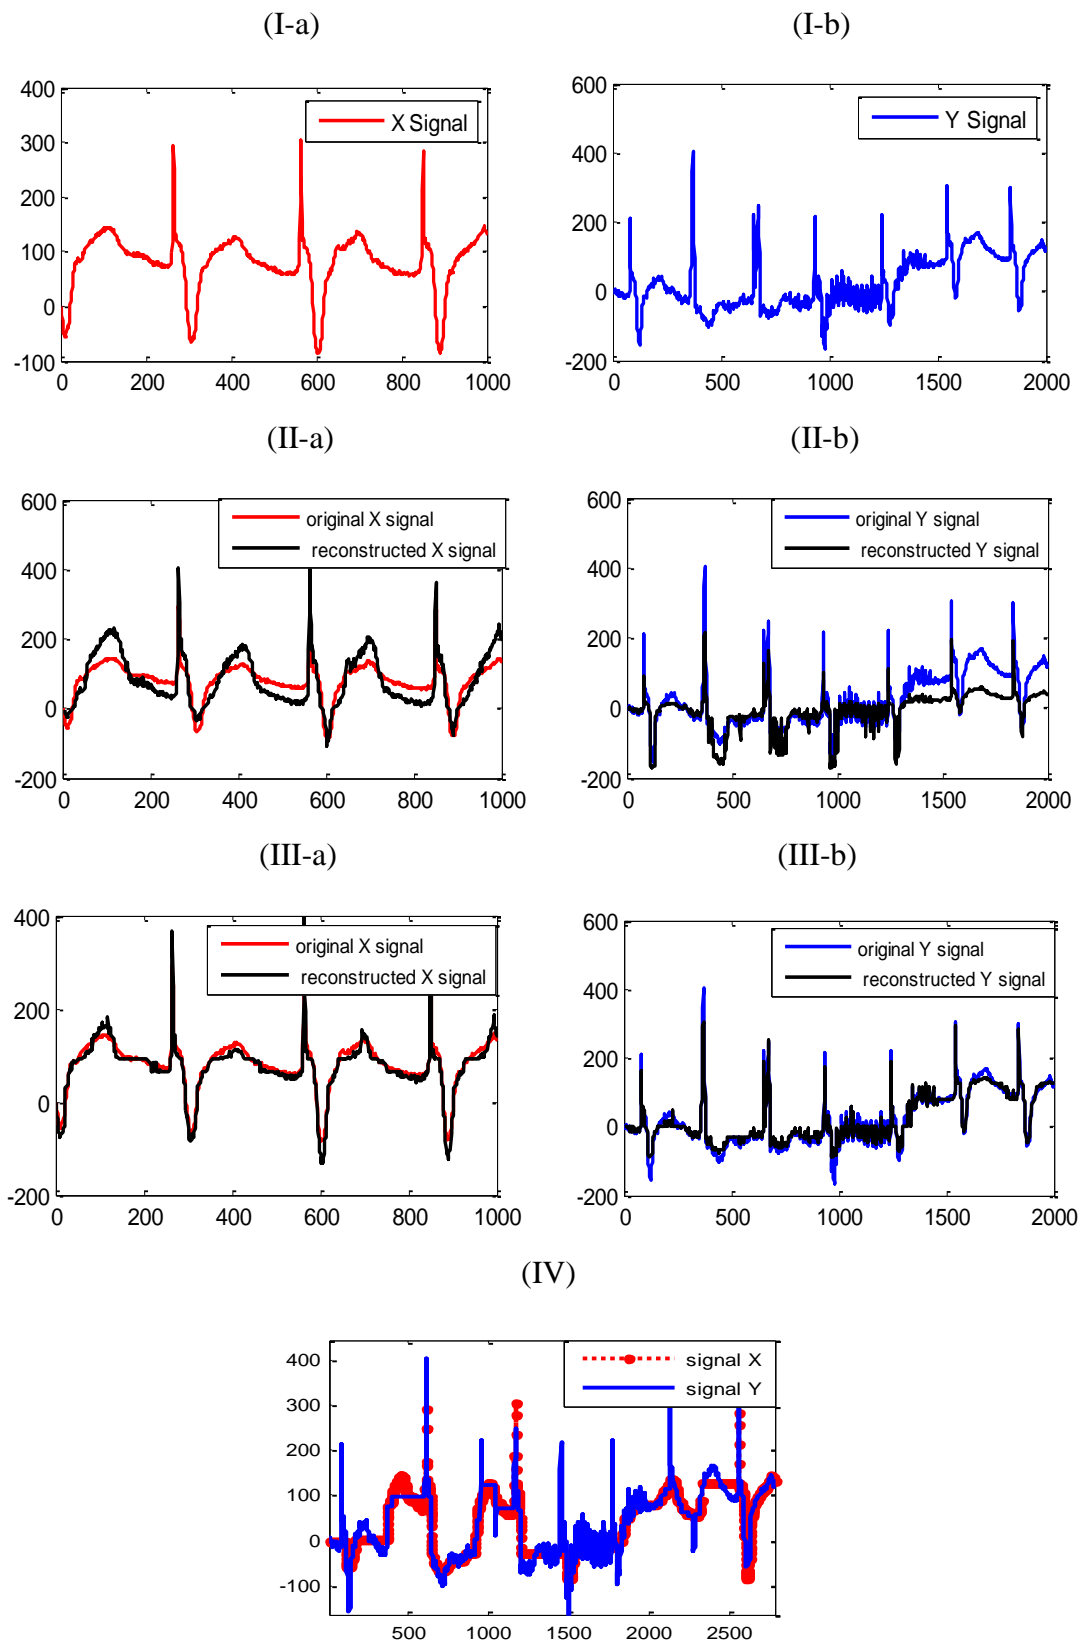 (I-a)
(I-b)
400
300
200
100
0
-100
0 200 400 600 800 1000
X Signal
600
400
200
0
-200
0 500 1000 1500 2000
Y Signal
(II-a)
(II-b)
600
400
200
0
-200
0 200 400 600 800 1000
original X signal
reconstructed X signal
600
400
200
0
-200
0 500 1000 1500 2000
original Y signal
reconstructed Y signal
(III-a)
(III-b)
400
200
0
-200
0 200 400 600 800 1000
original X signal
reconstructed X signal
600
400
200
0
-200
0 500 1000 1500 2000
original Y signal
reconstructed Y signal
(IV)
400
300
200
100
0
-100
500 1000 1500 2000 2500
signal X
signal Y